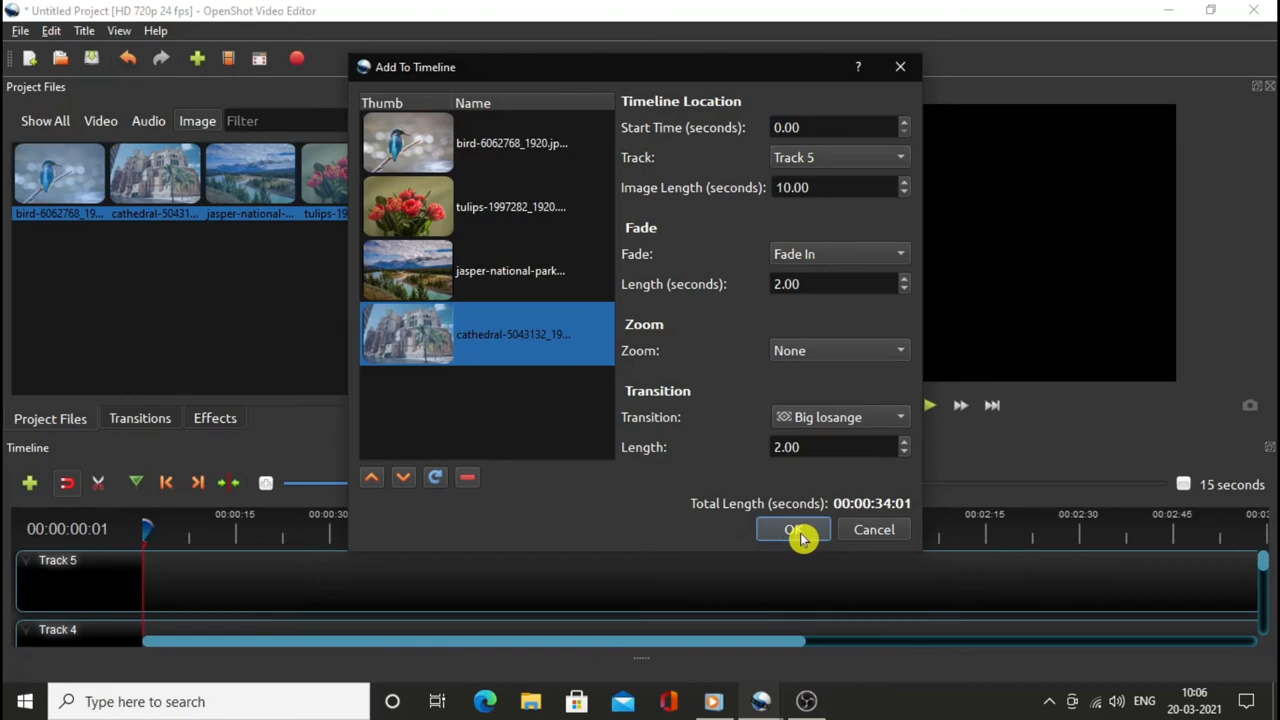 * Untitled Project [HD 720p 24 fps] - OpenShot Video Editor
File Edit Title View Help
Project Files
Show All Video Audio Image Filter
bird-6062768_19... cathedral-50431... jasper-national-... tulips-19
Project Files Transitions Effects
Add To Timeline ?
Thumb Name
bird-6062768_1920.jp...
tulips-1997282_1920....
jasper-national-park...
cathedral-5043132_19...
Timeline Location
Start Time (seconds): 0.00
Track: Track 5
Image Length (seconds): 10.00
Fade
Fade: Fade In
Length (seconds): 2.00
Zoom
Zoom: None
Transition
Transition: Big losange
Length: 2.00
Total Length (seconds): 00:00:34:01
OK Cancel
Timeline
15 seconds
00:00:00:01 00:00:15 00:00:30 00:02:15 00:02:30 00:02:45
Track 5
Track 4
Type here to search
ENG
10:06
20-03-2021